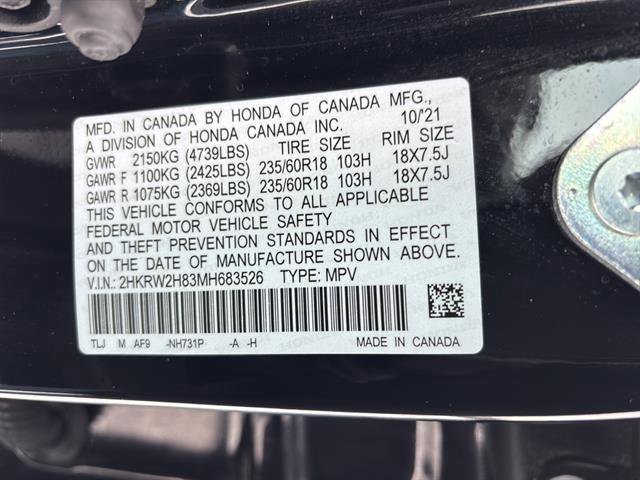 MFD. IN CANADA BY HONDA OF CANADA MFG.,
A DIVISION OF HONDA CANADA INC. 10/'21
GVWR 2150KG (4739LBS) TIRE SIZE RIM SIZE
GAWR F 1100KG (2425LBS) 235/60R18 103H 18X7.5J
GAWR R 1075KG (2369LBS) 235/60R18 103H 18X7.5J
THIS VEHICLE CONFORMS TO ALL APPLICABLE
FEDERAL MOTOR VEHICLE SAFETY
AND THEFT PREVENTION STANDARDS IN EFFECT
ON THE DATE OF MANUFACTURE SHOWN ABOVE.
V.I.N.: 2HKRW2H83MH683526 TYPE: MPV
TLJ M AF9 -NH731P -A -H MADE IN CANADA